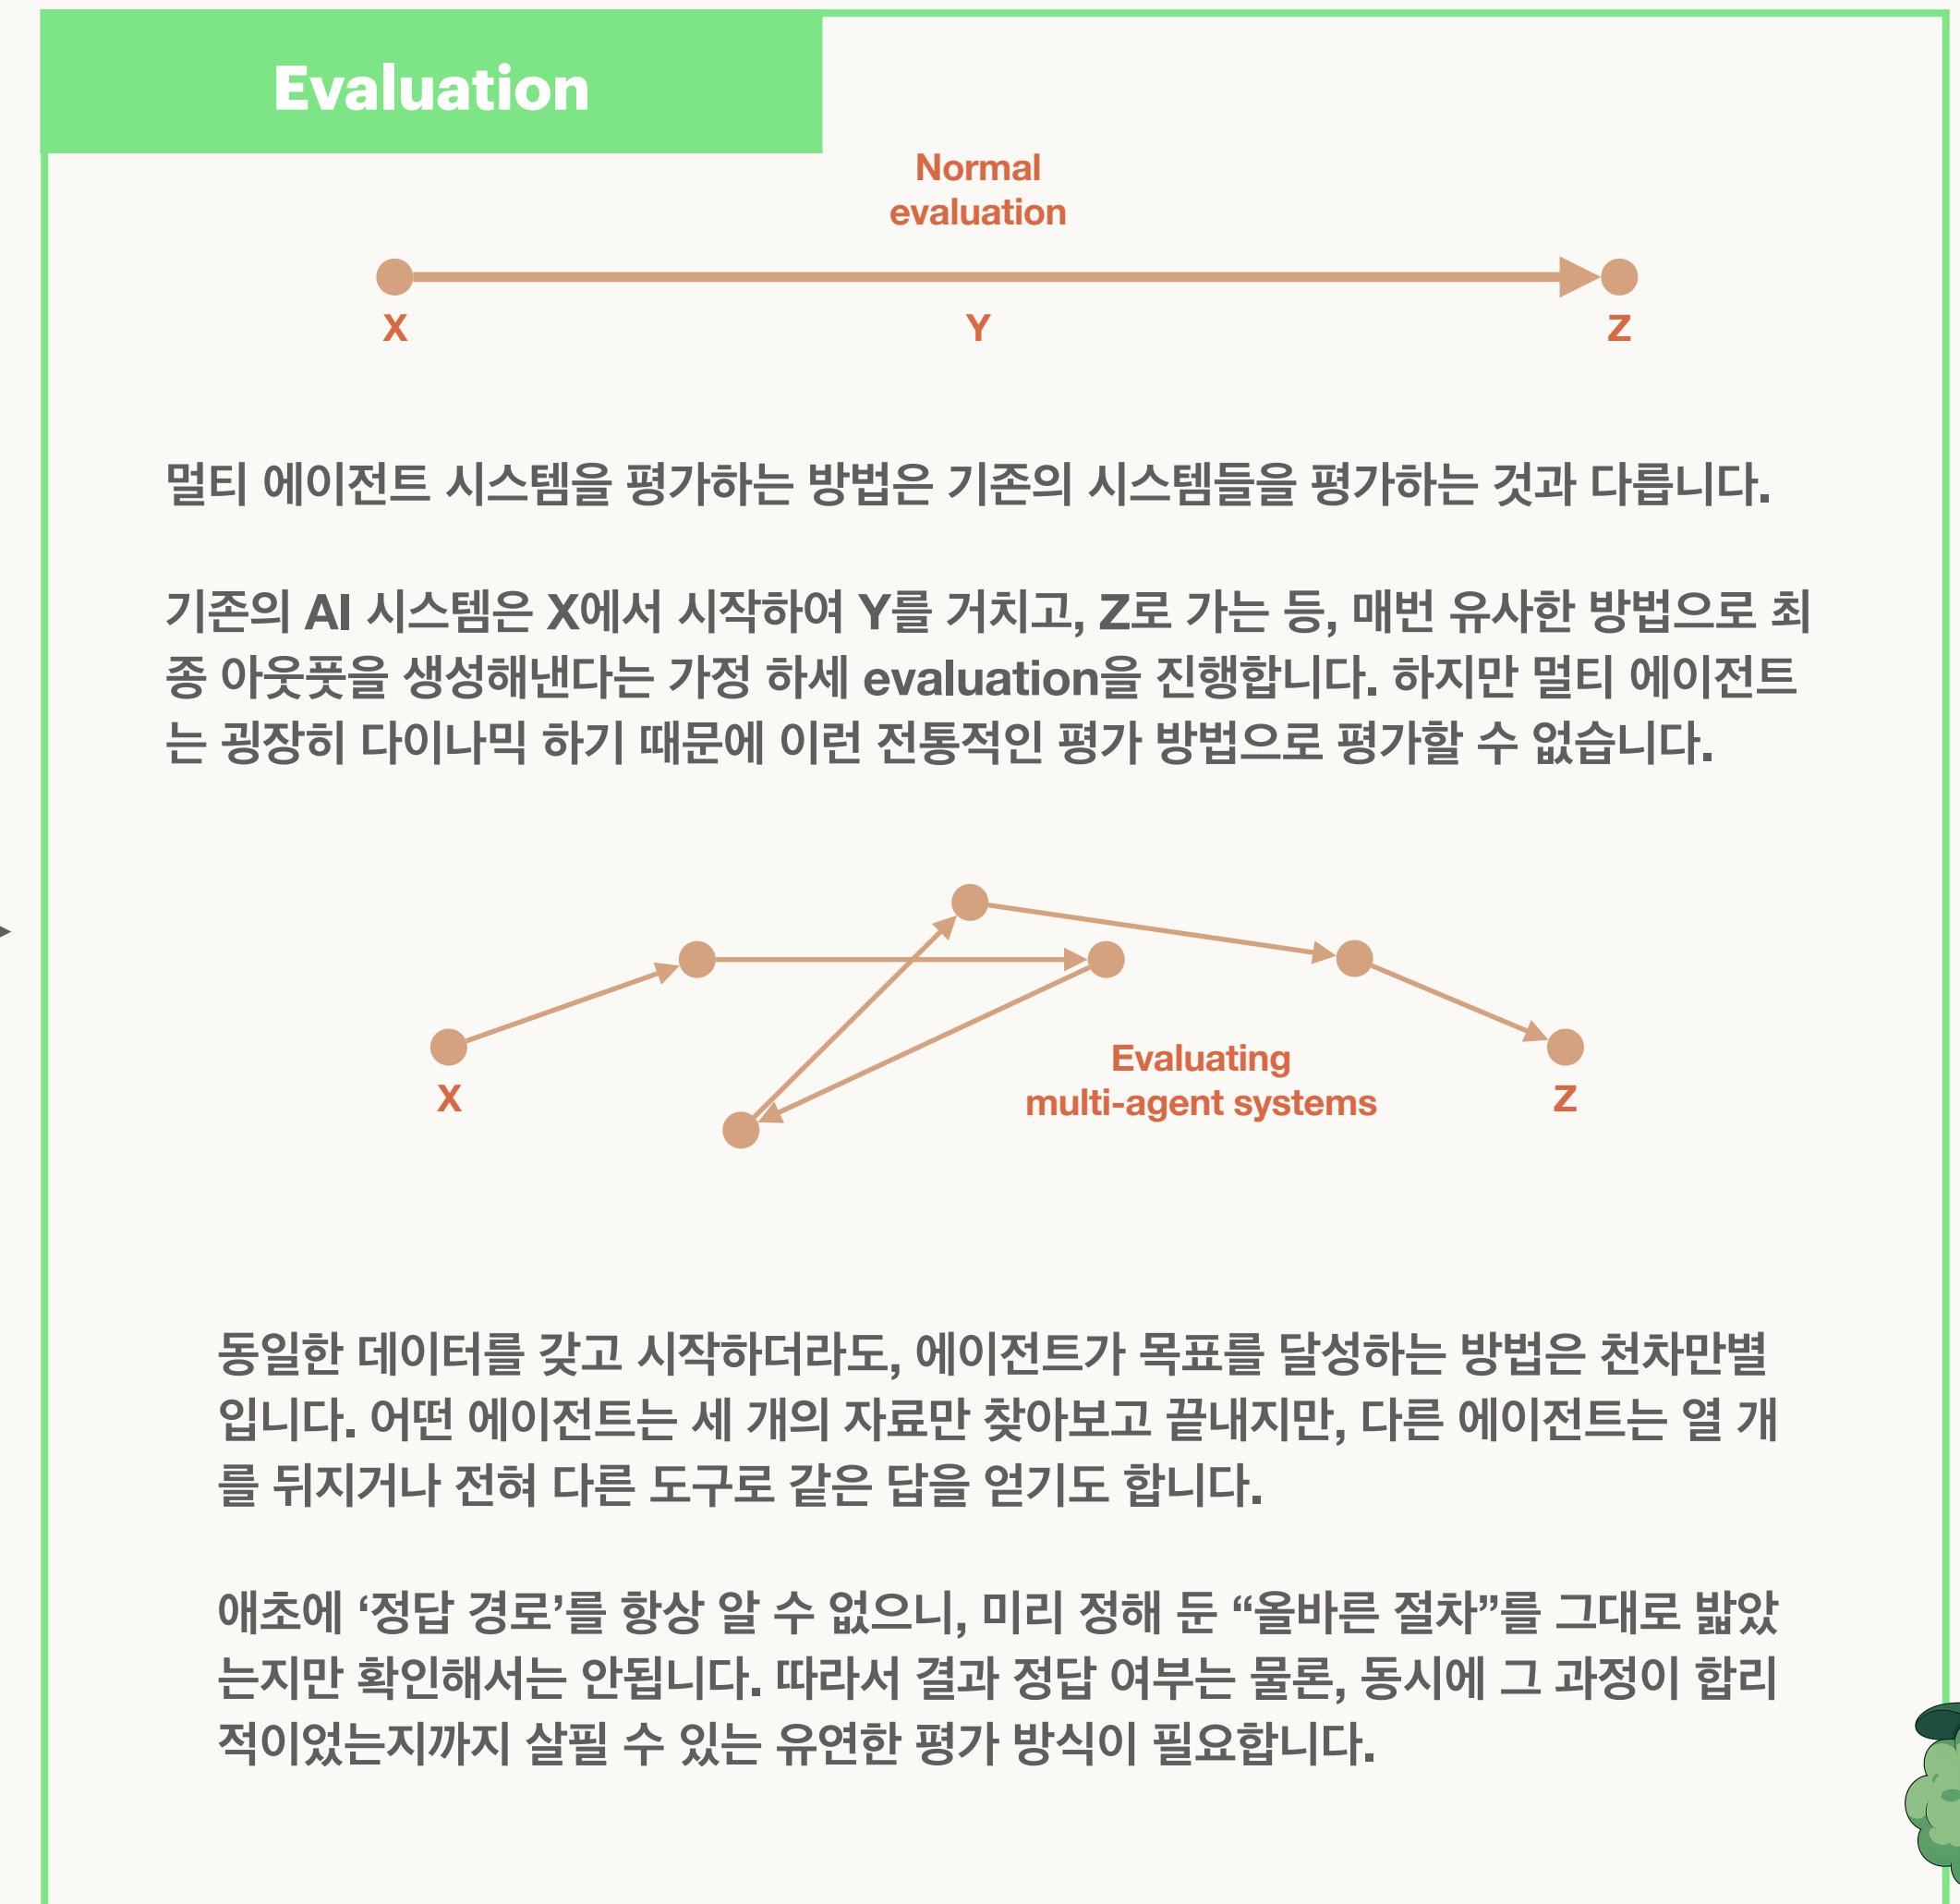 Evaluation
Normal
evaluation
X
Y
Z
멀티 에이전트 시스템을 평가하는 방법은 기존의 시스템들을 평가하는 것과 다릅니다.
기존의 AI 시스템은 X에서 시작하여 Y를 거치고, Z로 가는 등, 매번 유사한 방법으로 최
종 아웃풋을 생성해낸다는 가정 하세 evaluation을 진행합니다. 하지만 멀티 에이전트
는 굉장히 다이나믹 하기 때문에 이런 전통적인 평가 방법으로 평가할 수 없습니다.
Evaluating
multi-agent systems
X
Z
동일한 데이터를 갖고 시작하더라도, 에이전트가 목표를 달성하는 방법은 천차만별
입니다. 어떤 에이전트는 세 개의 자료만 찾아보고 끝내지만, 다른 에이전트는 열 개
를 뒤지거나 전혀 다른 도구로 같은 답을 얻기도 합니다.
애초에 ‘정답 경로’를 항상 알 수 없으니, 미리 정해 둔 “올바른 절차”를 그대로 밟았
는지만 확인해서는 안됩니다. 따라서 결과 정답 여부는 물론, 동시에 그 과정이 합리
적이었는지까지 살필 수 있는 유연한 평가 방식이 필요합니다.